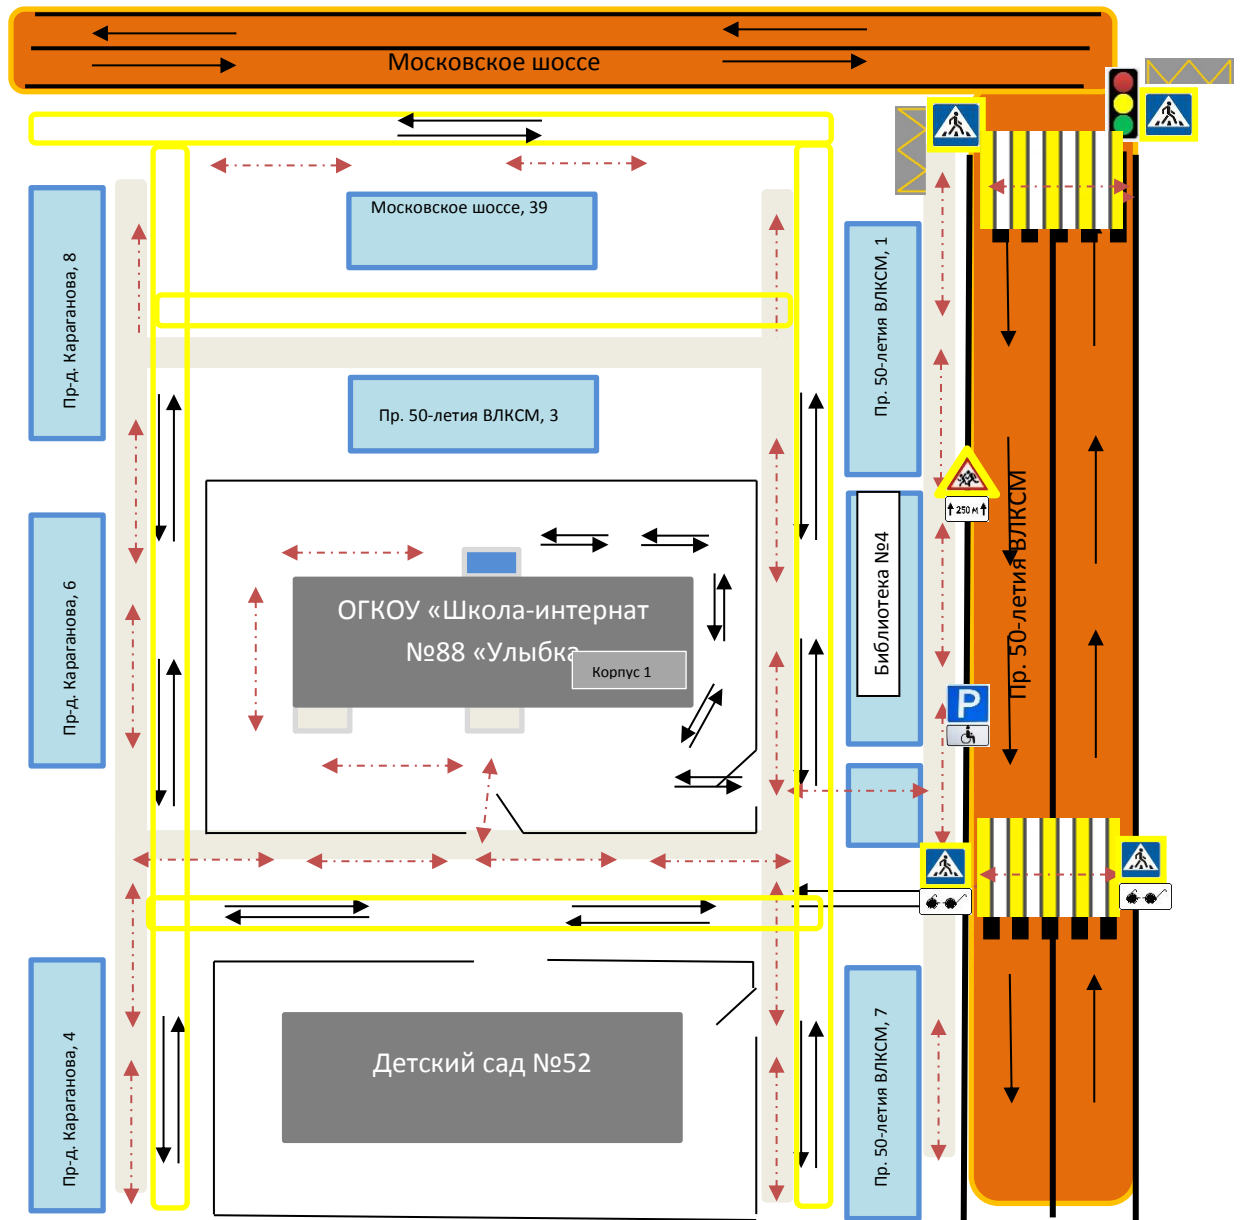 Московское шоссе
Московское шоссе, 39
Пр-д. Караганова, 8
Пр. 50-летия ВЛКСМ, 1
Пр. 50-летия ВЛКСМ, 3
250 м
Пр-д. Караганова, 6
ОГКОУ «Школа-интернат
№88 «Улыбка
Корпус 1
Библиотека №4
Пр. 50-летия ВЛКСМ
P
Пр-д. Караганова, 4
Детский сад №52
Пр. 50-летия ВЛКСМ, 7